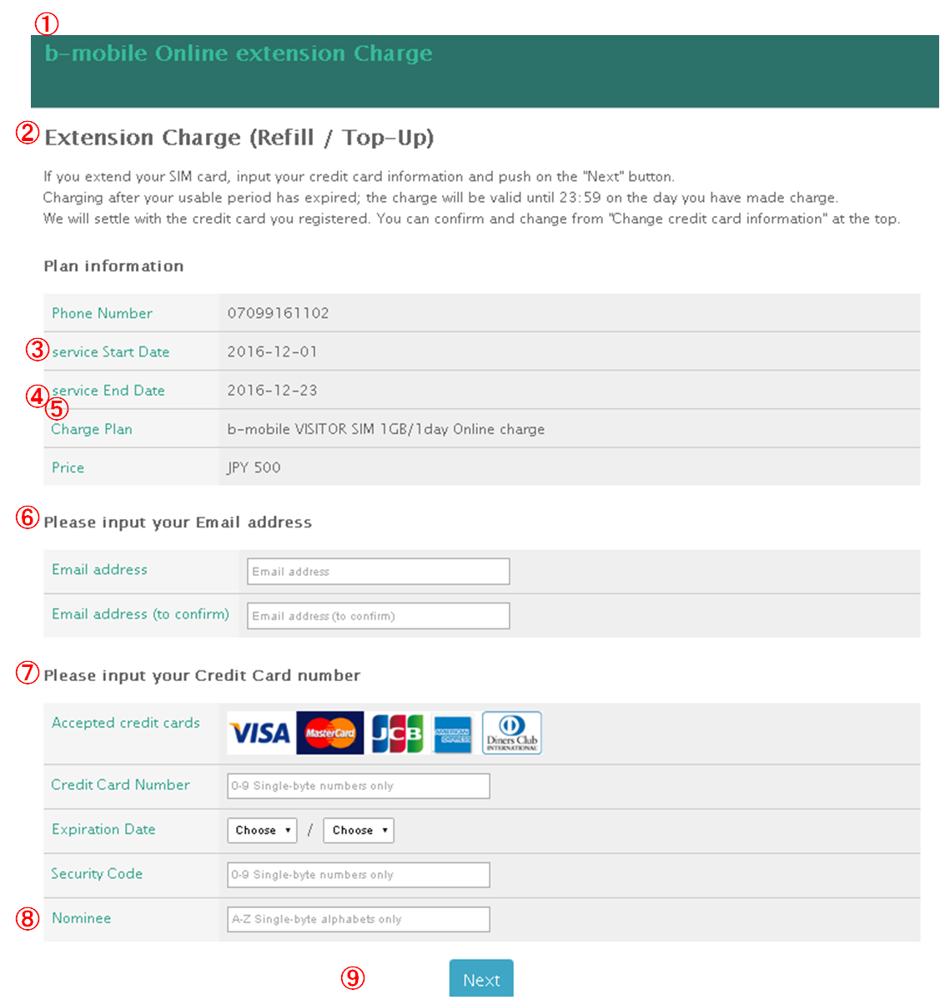 ①
b-mobile Online extension Charge
② Extension Charge (Refill / Top-Up)
If you extend your SIM card, input your credit card information and push on the "Next" button.
Charging after your usable period has expired; the charge will be valid until 23:59 on the day you have made charge.
We will settle with the credit card you registered. You can confirm and change from "Change credit card information" at the top.
Plan information
Phone Number 07099161102
③ service Start Date 2016-12-01
④ service End Date 2016-12-23
⑤
Charge Plan b-mobile VISITOR SIM 1GB/1day Online charge
Price JPY 500
⑥ Please input your Email address
Email address Email address
Email address (to confirm) Email address (to confirm)
⑦ Please input your Credit Card number
Accepted credit cards VISA MasterCard JCB AMERICAN EXPRESS Diners Club INTERNATIONAL
Credit Card Number 0-9 Single-byte numbers only
Expiration Date Choose / Choose
Security Code 0-9 Single-byte numbers only
⑧ Nominee A-Z Single-byte alphabets only
⑨ Next